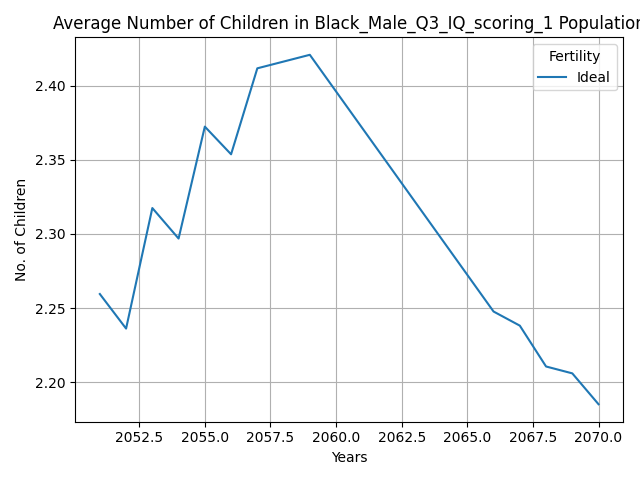 Average Number of Children in Black_Male_Q3_IQ_scoring_1 Population
Fertility
Ideal
No. of Children
2.40
2.35
2.30
2.25
2.20
2052.5 2055.0 2057.5 2060.0 2062.5 2065.0 2067.5 2070.0
Years